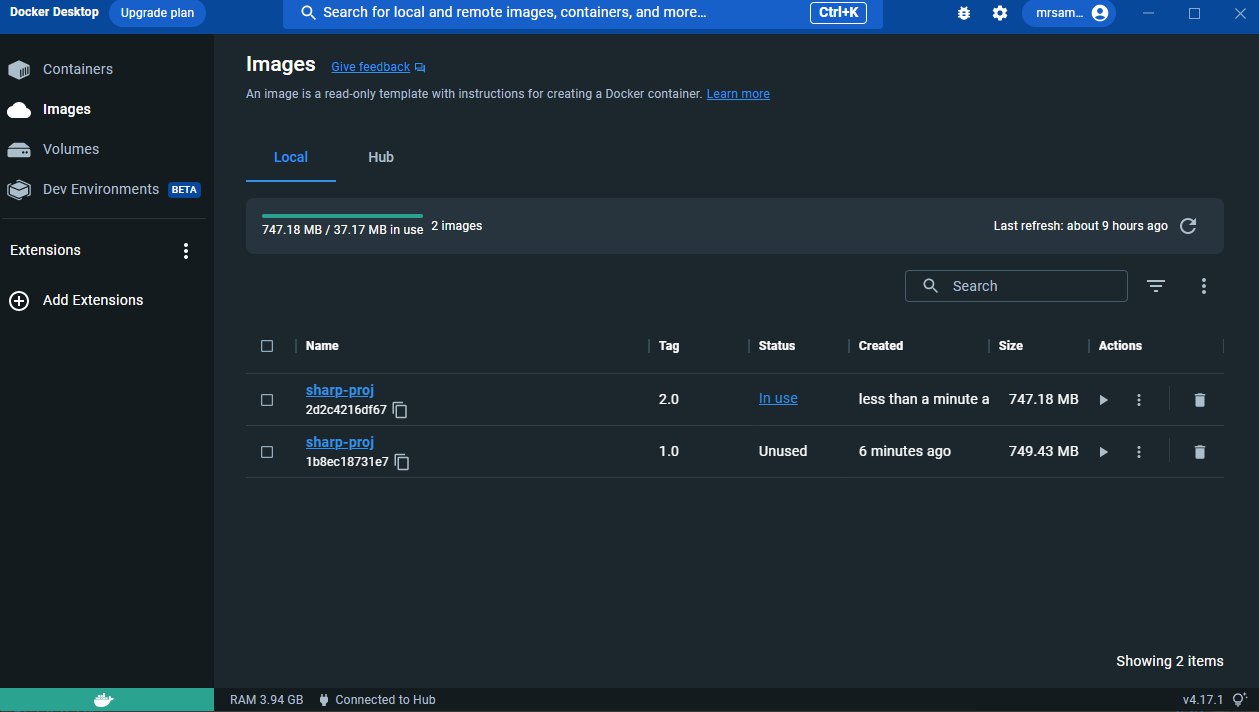 Docker Desktop Upgrade plan Search for local and remote images, containers, and more... Ctrl+K mrsam...
Containers
Images
Volumes
Dev Environments BETA
Extensions
Add Extensions
Images Give feedback
An image is a read-only template with instructions for creating a Docker container. Learn more
Local Hub
747.18 MB / 37.17 MB in use 2 images Last refresh: about 9 hours ago
Search
Name Tag Status Created Size Actions
sharp-proj 2.0 In use less than a minute a 747.18 MB
2d2c4216df67
sharp-proj 1.0 Unused 6 minutes ago 749.43 MB
1b8ec18731e7
Showing 2 items
RAM 3.94 GB Connected to Hub v4.17.1